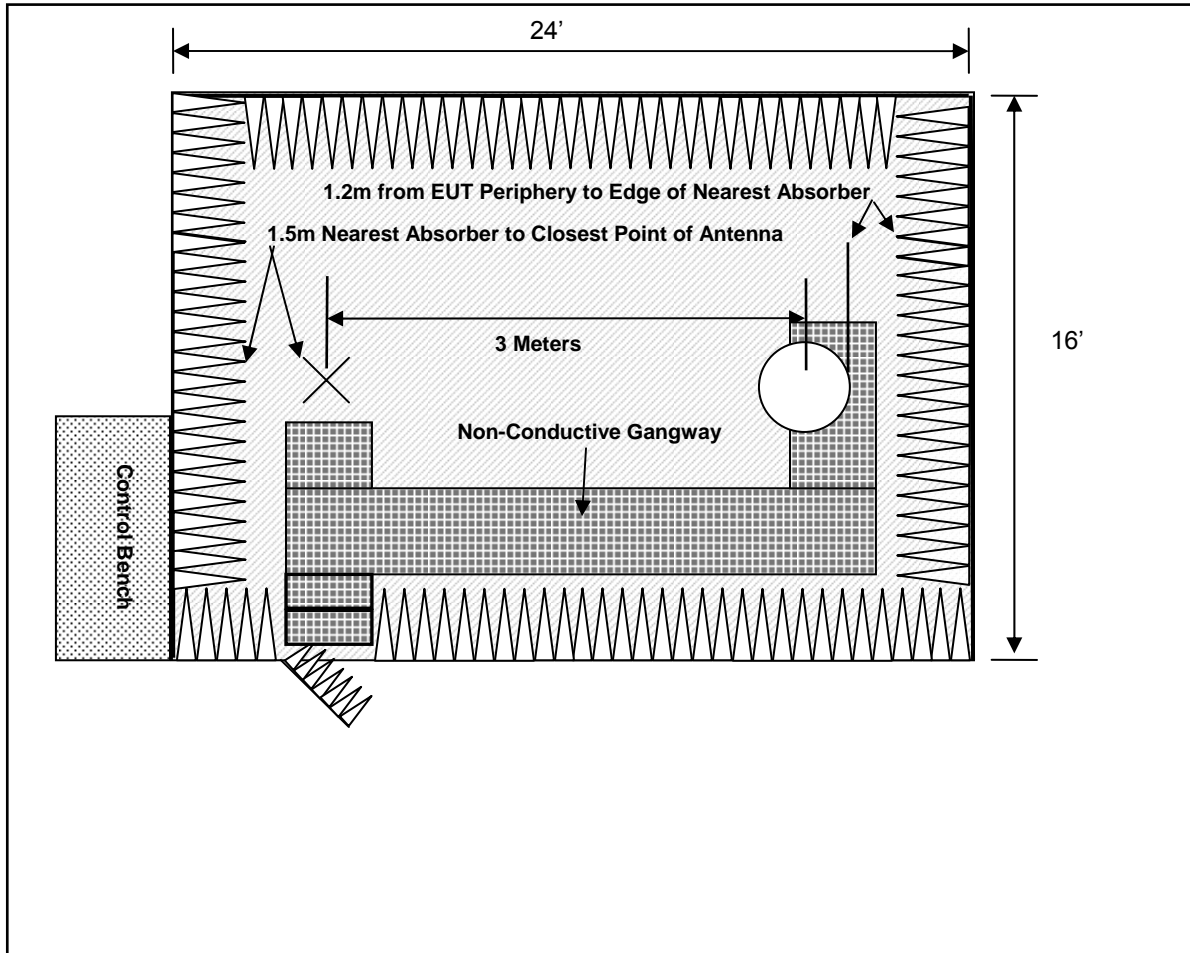 24’
1.2m from EUT Periphery to Edge of Nearest Absorber
1.5m Nearest Absorber to Closest Point of Antenna
16’
3 Meters
Non-Conductive Gangway
Control Bench